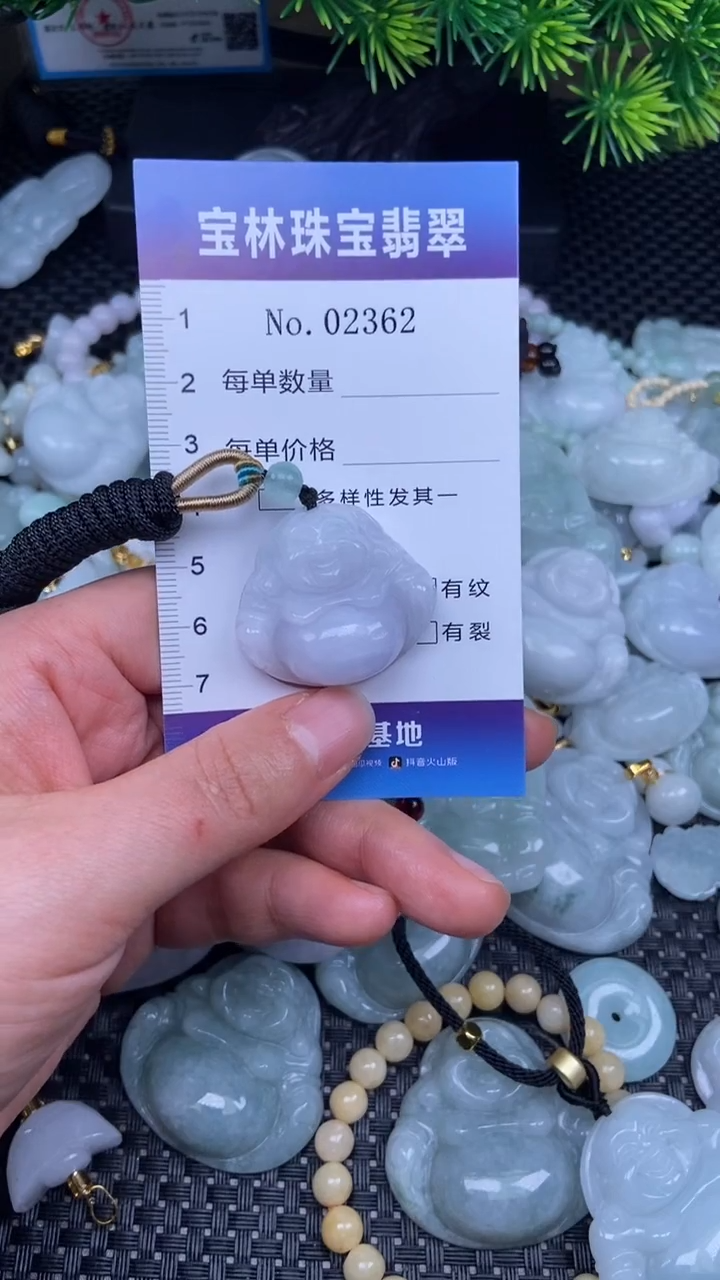 宝林珠宝翡翠
No. 02362
1
2 每单数量
3 每单价格
多样性发其一
5
有纹
6
有裂
7
基地
抖音火山版